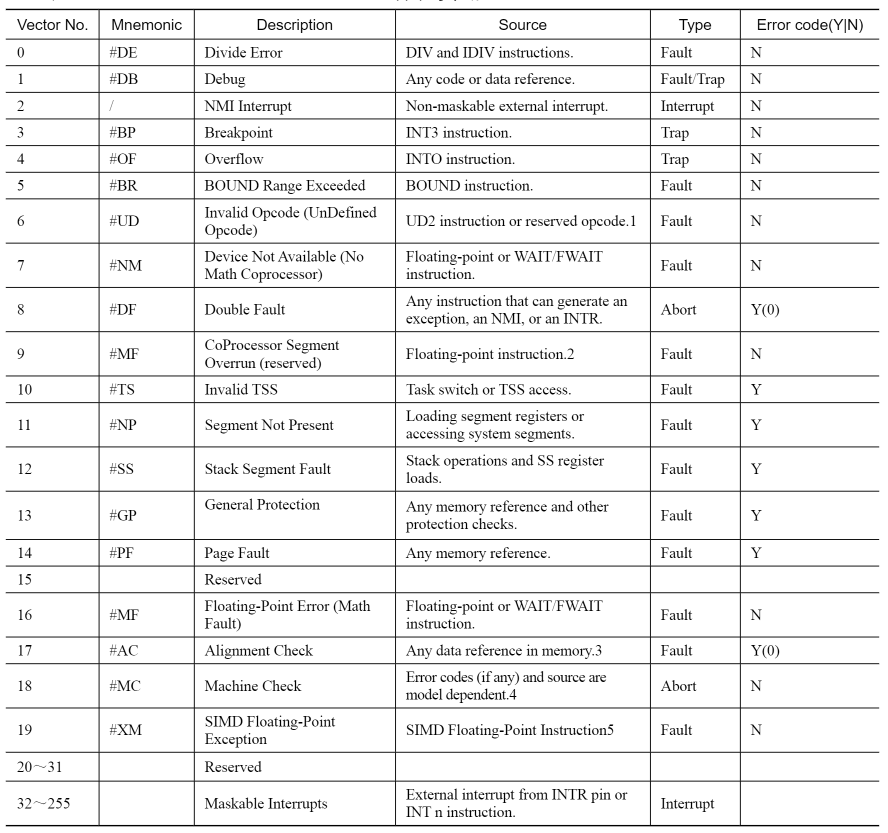 Vector No. Mnemonic Description Source Type Error code(Y|N)
0 #DE Divide Error DIV and IDIV instructions. Fault N
1 #DB Debug Any code or data reference. Fault/Trap N
2 / NMI Interrupt Non-maskable external interrupt. Interrupt N
3 #BP Breakpoint INT3 instruction. Trap N
4 #OF Overflow INTO instruction. Trap N
5 #BR BOUND Range Exceeded BOUND instruction. Fault N
6 #UD Invalid Opcode (UnDefined
Opcode) UD2 instruction or reserved opcode.1 Fault N
7 #NM Device Not Available (No
Math Coprocessor) Floating-point or WAIT/FWAIT
instruction. Fault N
8 #DF Double Fault Any instruction that can generate an
exception, an NMI, or an INTR. Abort Y(0)
9 #MF CoProcessor Segment
Overrun (reserved) Floating-point instruction.2 Fault N
10 #TS Invalid TSS Task switch or TSS access. Fault Y
11 #NP Segment Not Present Loading segment registers or
accessing system segments. Fault Y
12 #SS Stack Segment Fault Stack operations and SS register
loads. Fault Y
13 #GP General Protection Any memory reference and other
protection checks. Fault Y
14 #PF Page Fault Any memory reference. Fault Y
15 Reserved
16 #MF Floating-Point Error (Math
Fault) Floating-point or WAIT/FWAIT
instruction. Fault N
17 #AC Alignment Check Any data reference in memory.3 Fault Y(0)
18 #MC Machine Check Error codes (if any) and source are
model dependent.4 Abort N
19 #XM SIMD Floating-Point
Exception SIMD Floating-Point Instruction5 Fault N
20～31 Reserved
32～255 Maskable Interrupts External interrupt from INTR pin or
INT n instruction. Interrupt